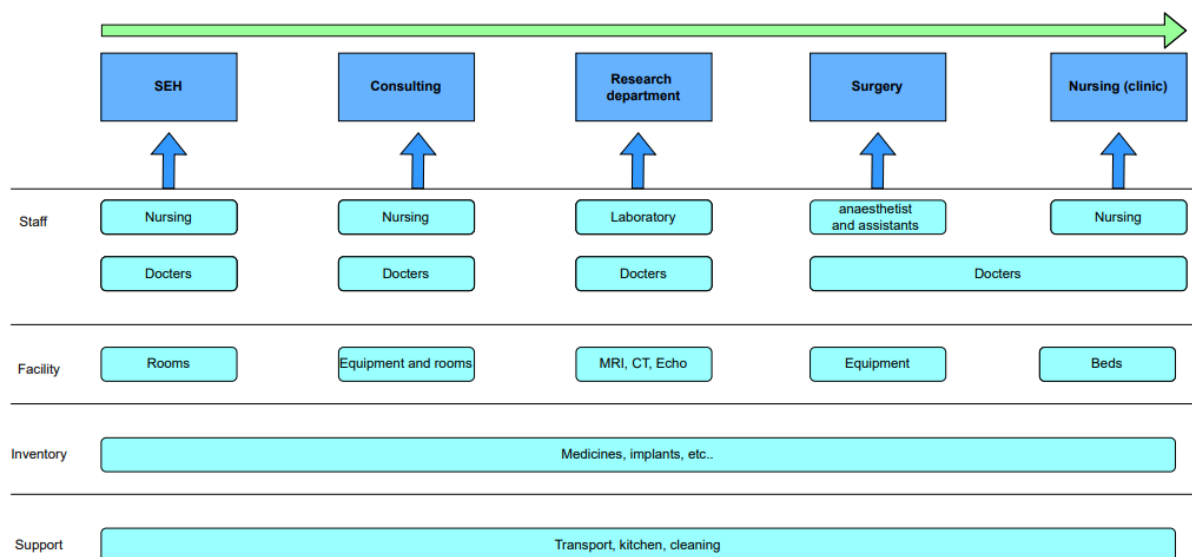 SEH
Consulting
Research
department
Surgery
Nursing (clinic)
Staff
Nursing
Nursing
Laboratory
anaesthetist
and assistants
Nursing
Docters
Docters
Docters
Docters
Facility
Rooms
Equipment and rooms
MRI, CT, Echo
Equipment
Beds
Inventory
Medicines, implants, etc..
Support
Transport, kitchen, cleaning